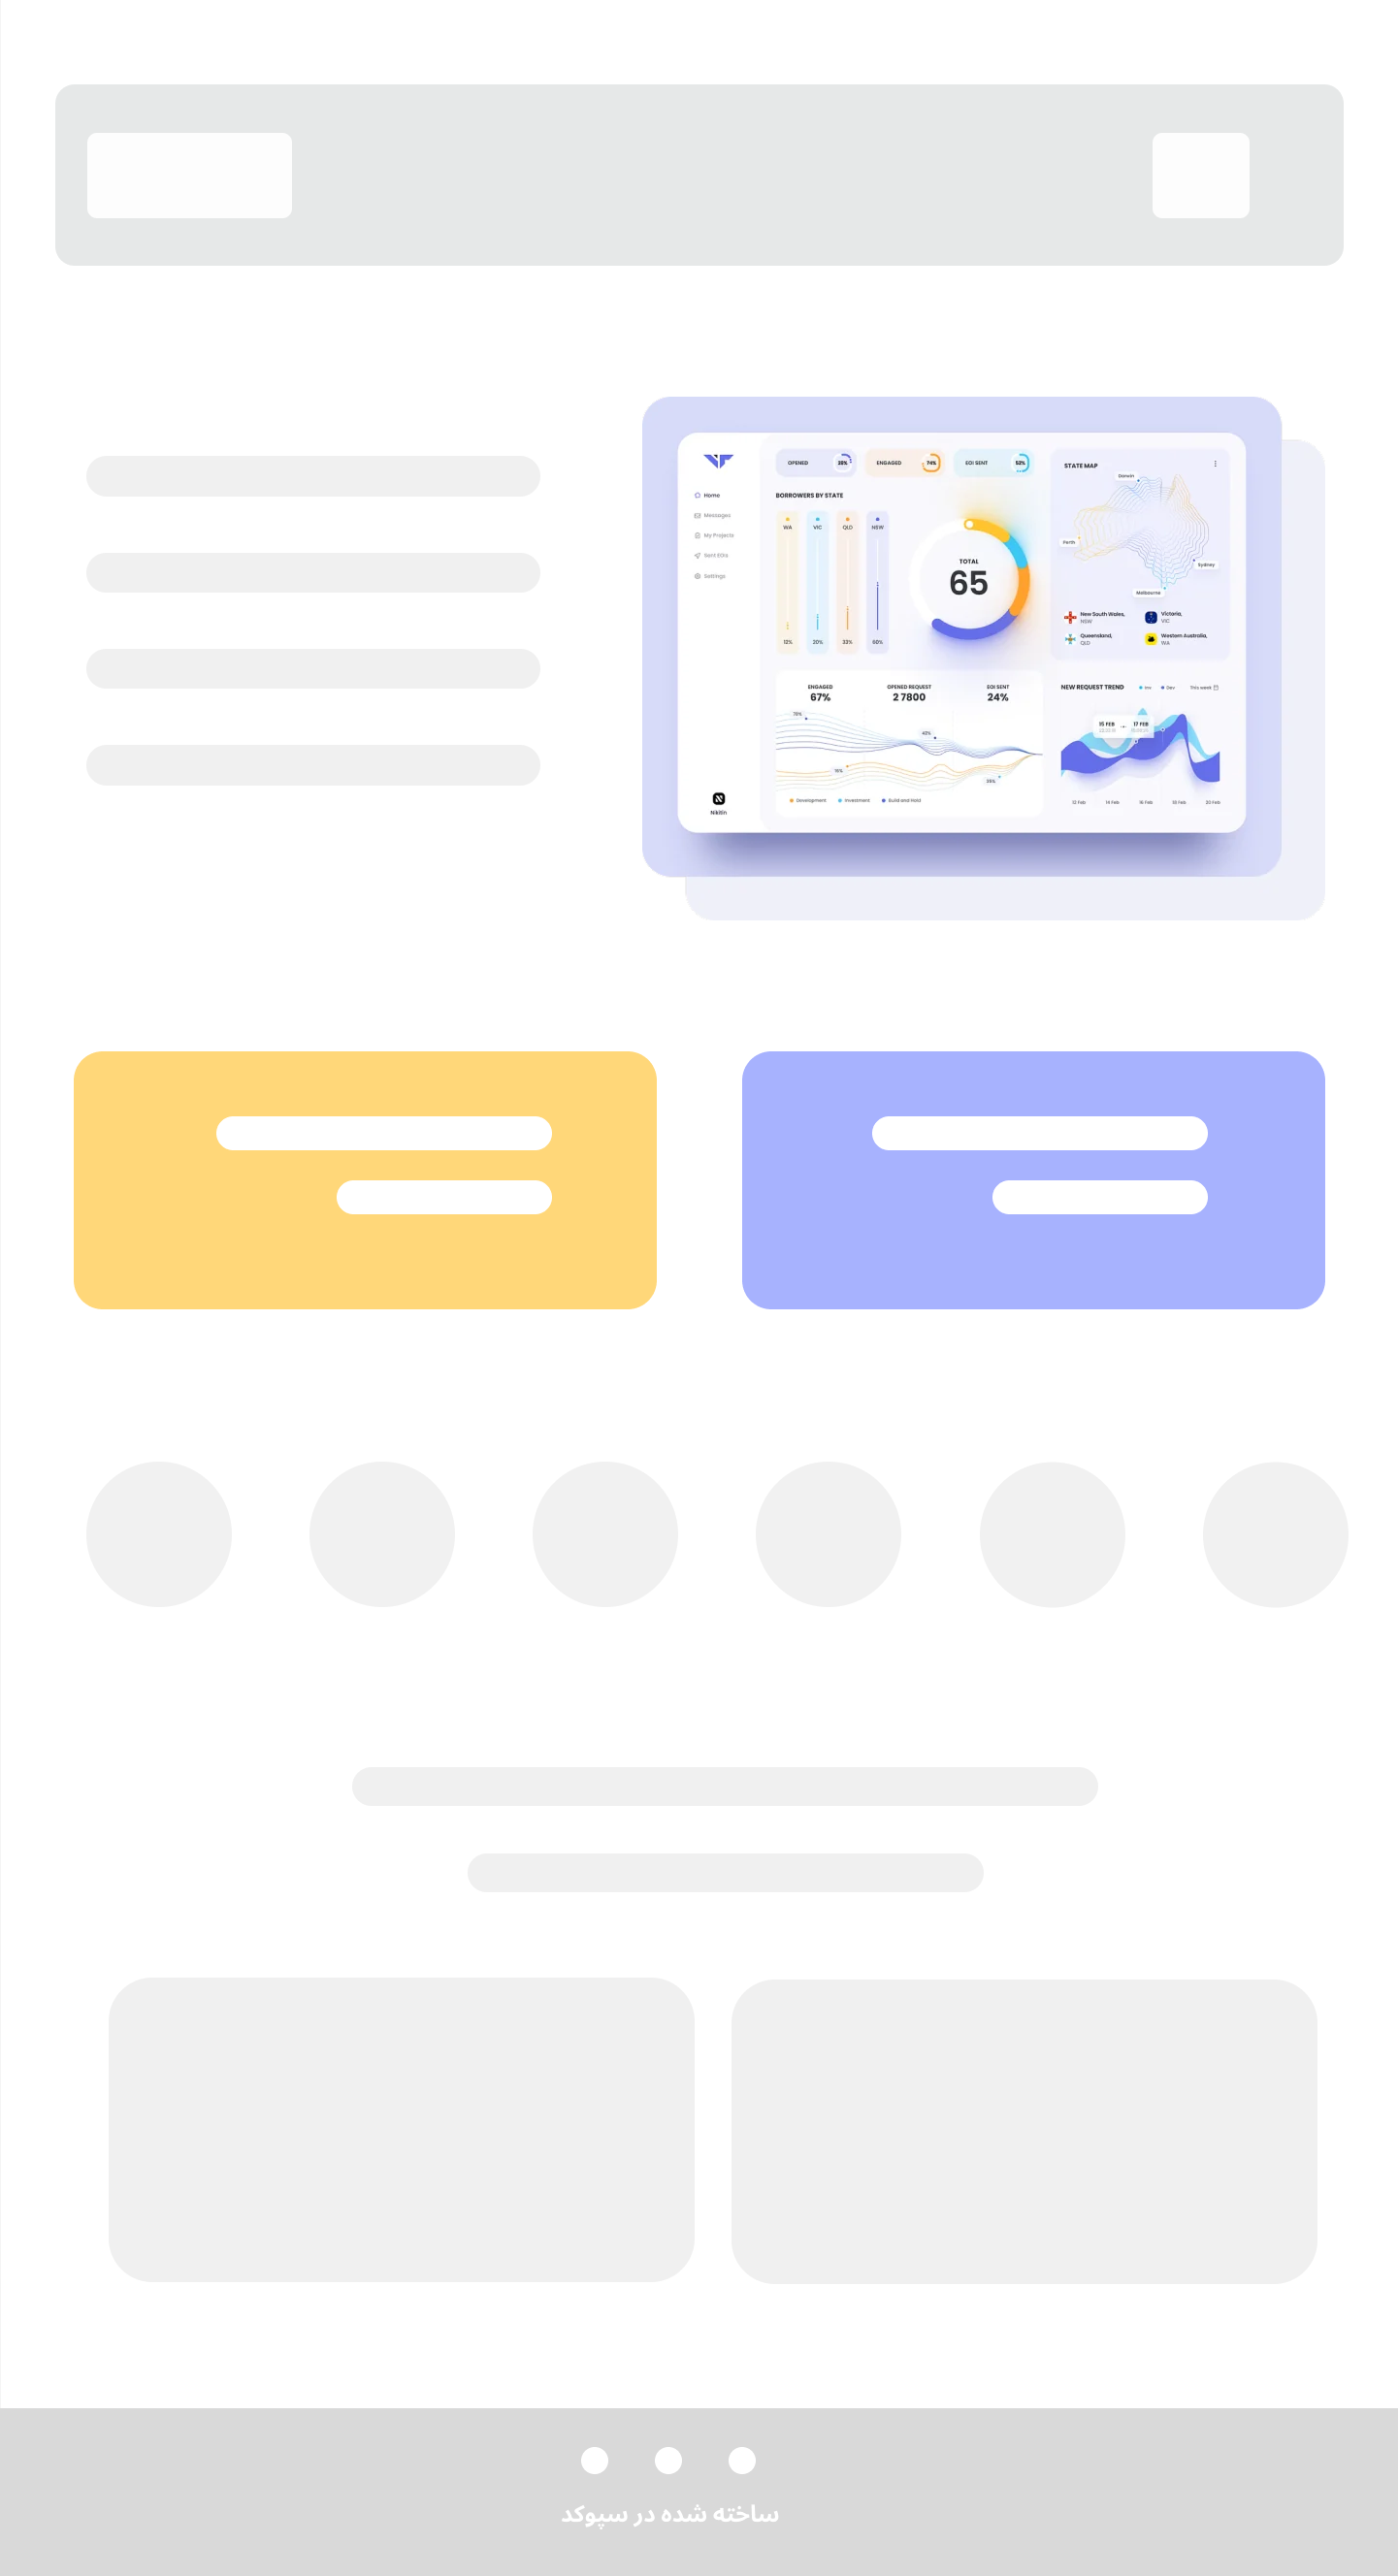 OPENED 35%
ENGAGED 74%
EOI SENT 53%
STATE MAP
Home
Messages
My Projects
Sent EOIs
Settings
Nikitin
BORROWERS BY STATE
WA VIC QLD NSW
12% 20% 33% 60%
TOTAL
65
Darwin
Perth
Sydney
Melbourne
New South Wales,
NSW
Victoria,
VIC
Queensland,
QLD
Western Australia,
WA
ENGAGED
67%
OPENED REQUEST
2 7800
EOI SENT
24%
Development Investment Build and Hold
NEW REQUEST TREND
Inv Dev This week
15 FEB 17 FEB
12 Feb 14 Feb 16 Feb 18 Feb 20 Feb
ساخته شده در سپوکد